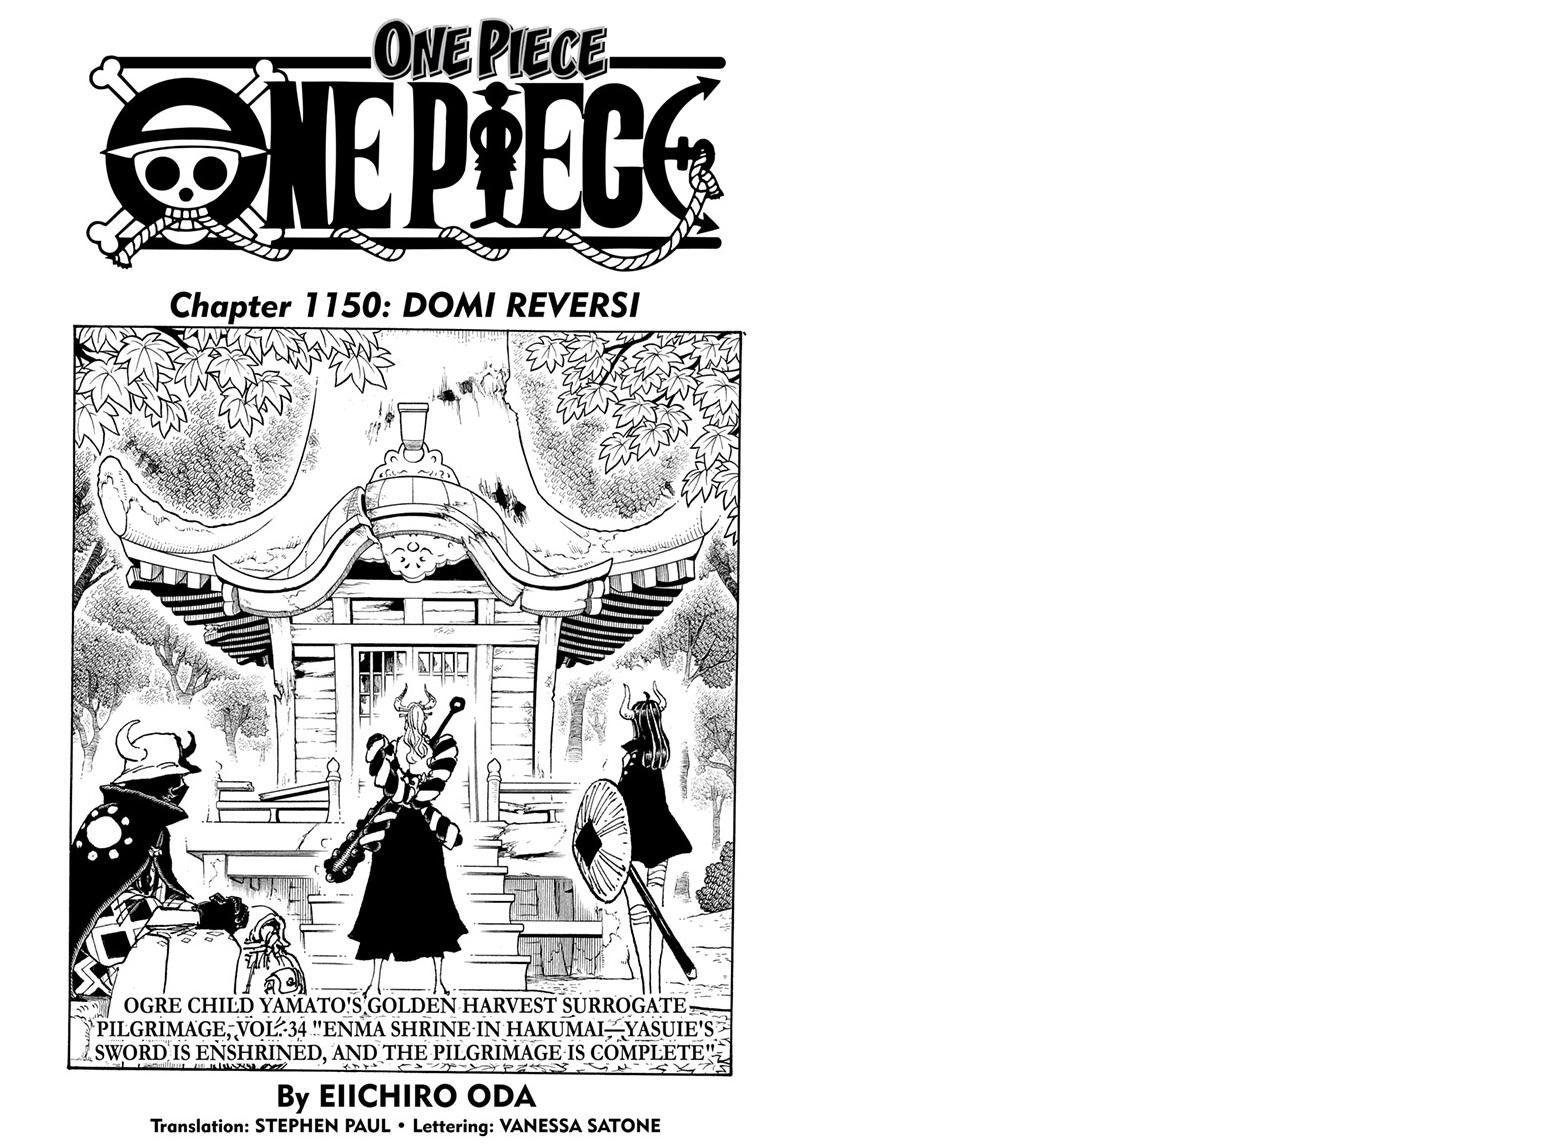 ONE PIECE
ONE PIECE
Chapter 1150: DOMI REVERSI
OGRE CHILD YAMATO'S GOLDEN HARVEST SURROGATE
PILGRIMAGE, VOL. 34 "ENMA SHRINE IN HAKUMAI—YASUIE'S
SWORD IS ENSHRINED, AND THE PILGRIMAGE IS COMPLETE"
By EIICHIRO ODA
Translation: STEPHEN PAUL • Lettering: VANESSA SATONE